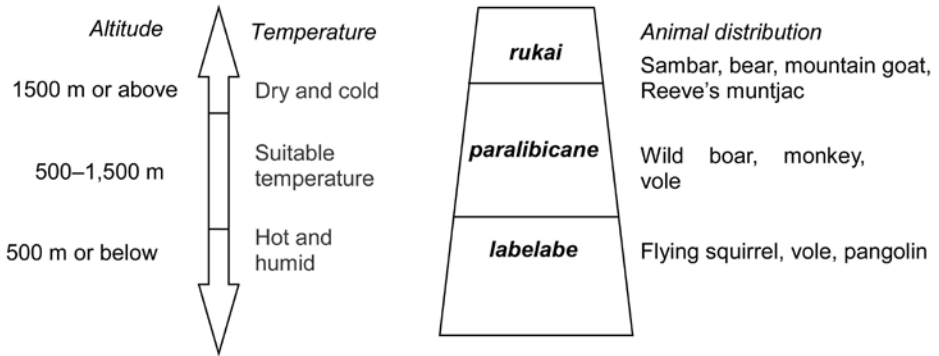 Altitude
Temperature
Animal distribution
rukai
1500 m or above
Dry and cold
Sambar, bear, mountain goat,
Reeve's muntjac
500–1,500 m
Suitable
temperature
paralibicane
Wild boar, monkey,
vole
500 m or below
Hot and
humid
labelabe
Flying squirrel, vole, pangolin